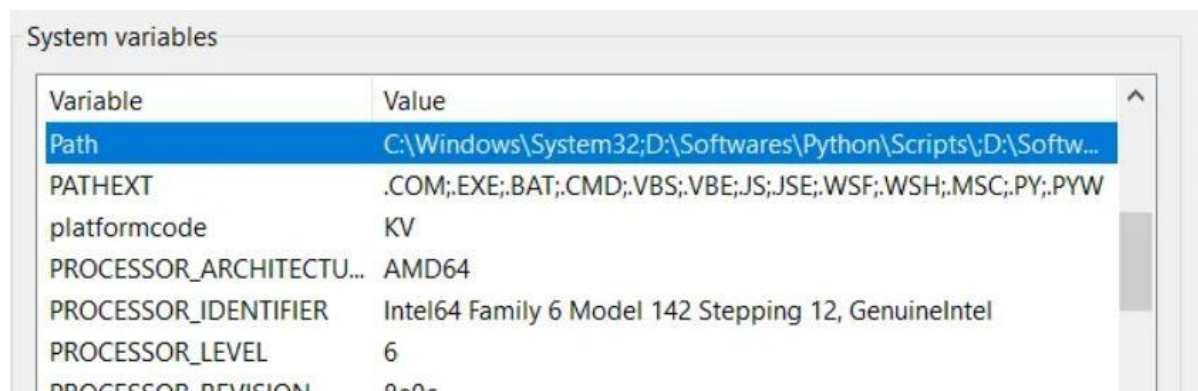 System variables
Variable Value
Path C:\Windows\System32;D:\Softwares\Python\Scripts\;D:\Softw...
PATHEXT .COM;.EXE;.BAT;.CMD;.VBS;.VBE;.JS;.JSE;.WSF;.WSH;.MSC;.PY;.PYW
platformcode KV
PROCESSOR_ARCHITECTU... AMD64
PROCESSOR_IDENTIFIER Intel64 Family 6 Model 142 Stepping 12, GenuineIntel
PROCESSOR_LEVEL 6
PROCESSOR_REVISION